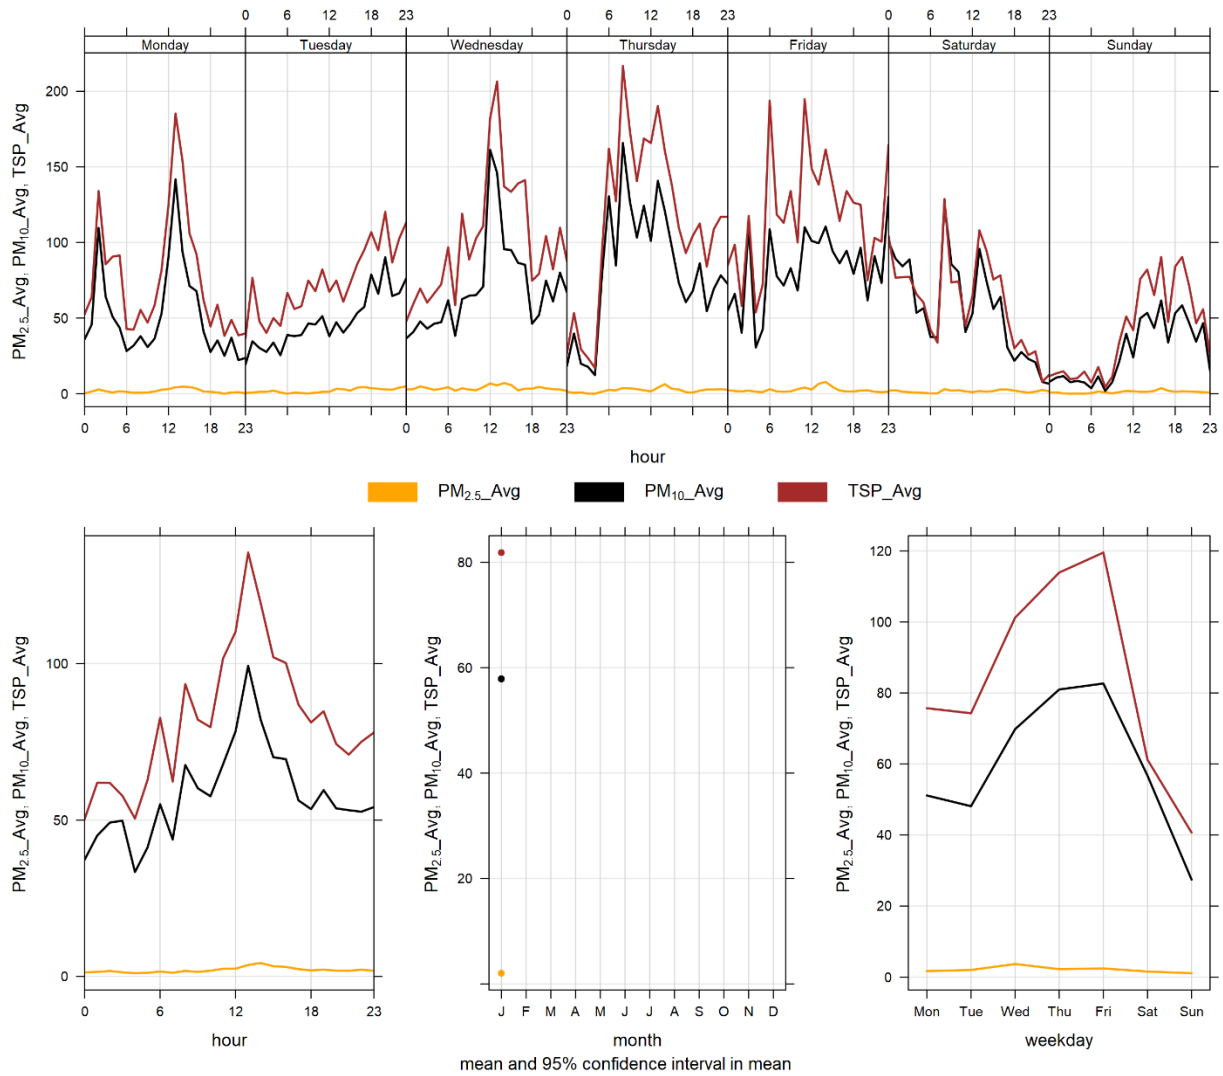 0 6 18 23 0 6 18 23 0 6 18 23
Monday Tuesday Wednesday Thursday Friday Saturday Sunday
PM2.5_Avg, PM10_Avg, TSP_Avg
200
150
100
50
0
0 6 12 18 23 0 6 12 18 23 0 6 12 18 23 0 6 12 18 23
hour
PM2.5_Avg PM10_Avg TSP_Avg
PM2.5_Avg, PM10_Avg, TSP_Avg
100
50
0
0 6 12 18 23
hour
PM2.5_Avg, PM10_Avg, TSP_Avg
80
60
40
20
J F M A M J J A S O N D
month
PM2.5_Avg, PM10_Avg, TSP_Avg
120
100
80
60
40
20
0
Mon Tue Wed Thu Fri Sat Sun
weekday
mean and 95% confidence interval in mean